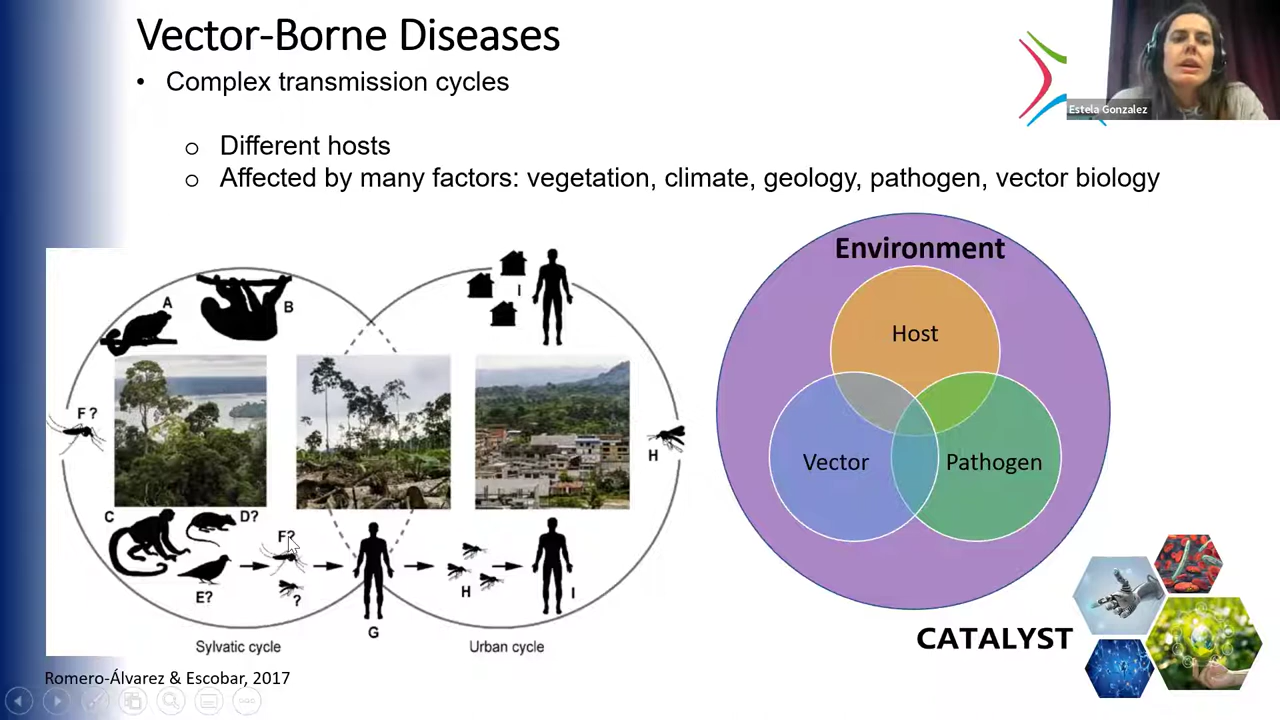 Vector-Borne Diseases
• Complex transmission cycles
Estela Gonzalez
o Different hosts
o Affected by many factors: vegetation, climate, geology, pathogen, vector biology
A
B
I
F ?
H
C
D?
E?
F?
?
G
H
I
Sylvatic cycle
Urban cycle
Environment
Host
Vector
Pathogen
CATALYST
Romero-Álvarez & Escobar, 2017